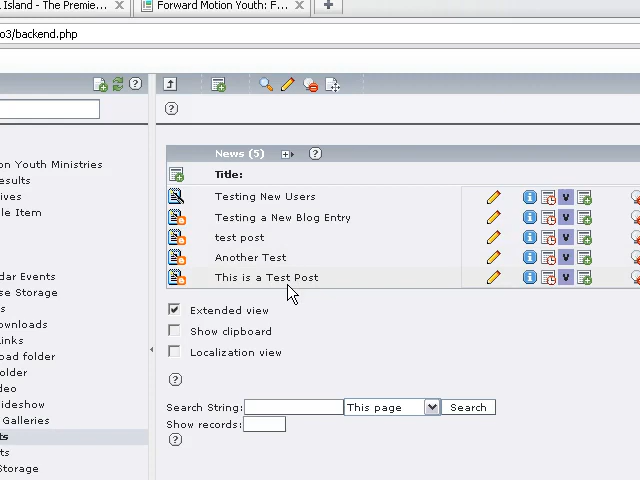 Island - The Premie...
Forward Motion Youth: F...
o3/backend.php
News (5)
Title:
on Youth Ministries
esults
ives
le Item
Testing New Users
Testing a New Blog Entry
test post
Another Test
This is a Test Post
dar Events
se Storage
s
ownloads
inks
oad folder
older
deo
ideshow
Galleries
ts
ts
Storage
Extended view
Show clipboard
Localization view
Search String:
This page
Search
Show records: